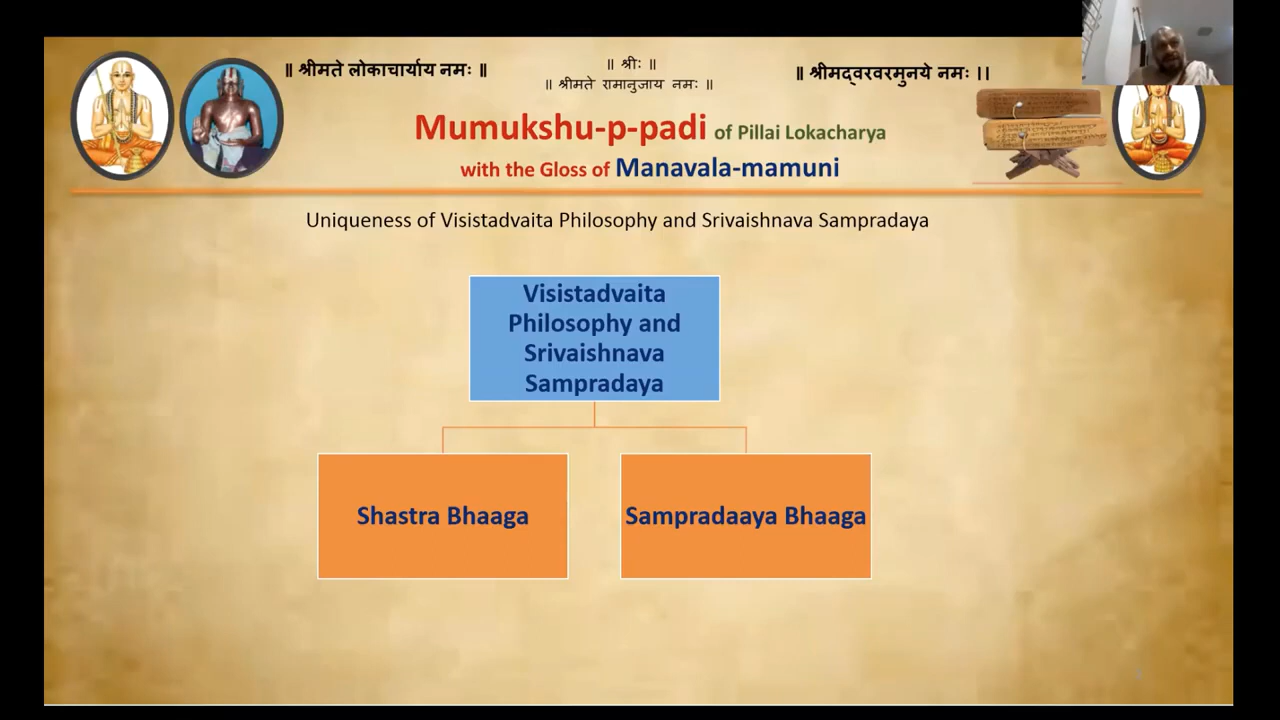 ॥ श्रीमते लोकाचार्याय नमः ॥
॥ श्रीः ॥
॥ श्रीमते रामानुजाय नमः ॥
॥ श्रीमद्वरवरमुनये नमः ।।
Mumukshu-p-padi of Pillai Lokacharya
with the Gloss of Manavala-mamuni
Uniqueness of Visistadvaita Philosophy and Srivaishnava Sampradaya
Visistadvaita
Philosophy and
Srivaishnava
Sampradaya
Shastra Bhaaga
Sampradaaya Bhaaga